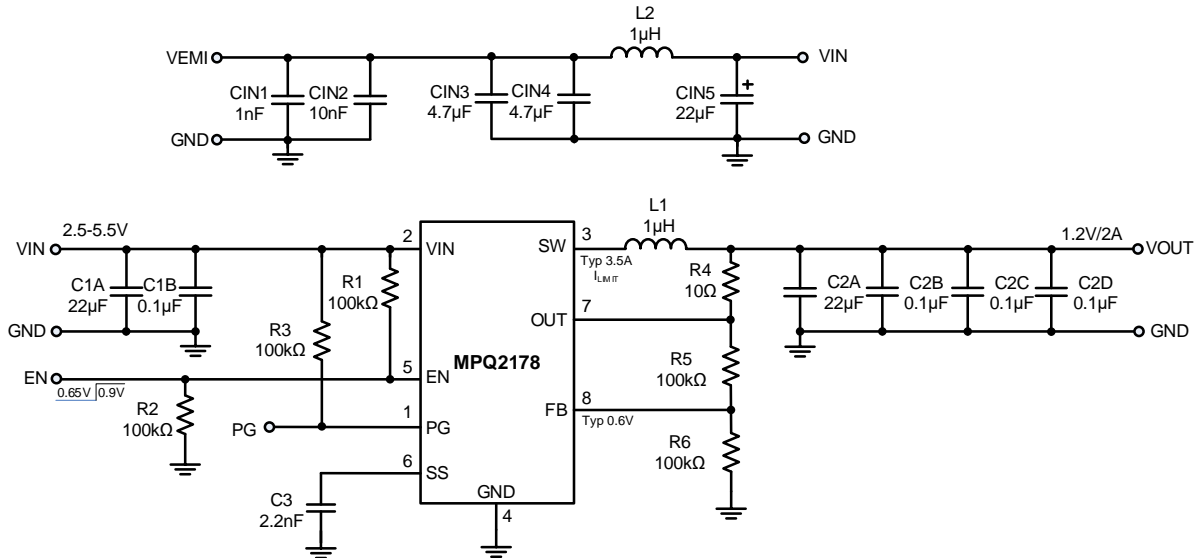 L2
1µH
VEMI
VIN
CIN1
1nF
CIN2
10nF
CIN3
4.7µF
CIN4
4.7µF
CIN5
22µF
+
GND
GND
VIN
2.5-5.5V
2
VIN
SW
3
Typ 3.5A
ILIMIT
L1
1µH
1.2V/2A
VOUT
C1A
22µF
C1B
0.1µF
R1
100kΩ
R3
100kΩ
R4
10Ω
C2A
22µF
C2B
0.1µF
C2C
0.1µF
C2D
0.1µF
GND
OUT
7
GND
MPQ2178
EN
0.65V 0.9V
5
EN
R5
100kΩ
R2
100kΩ
PG
1
PG
FB
8
Typ 0.6V
6
SS
R6
100kΩ
C3
2.2nF
GND
4